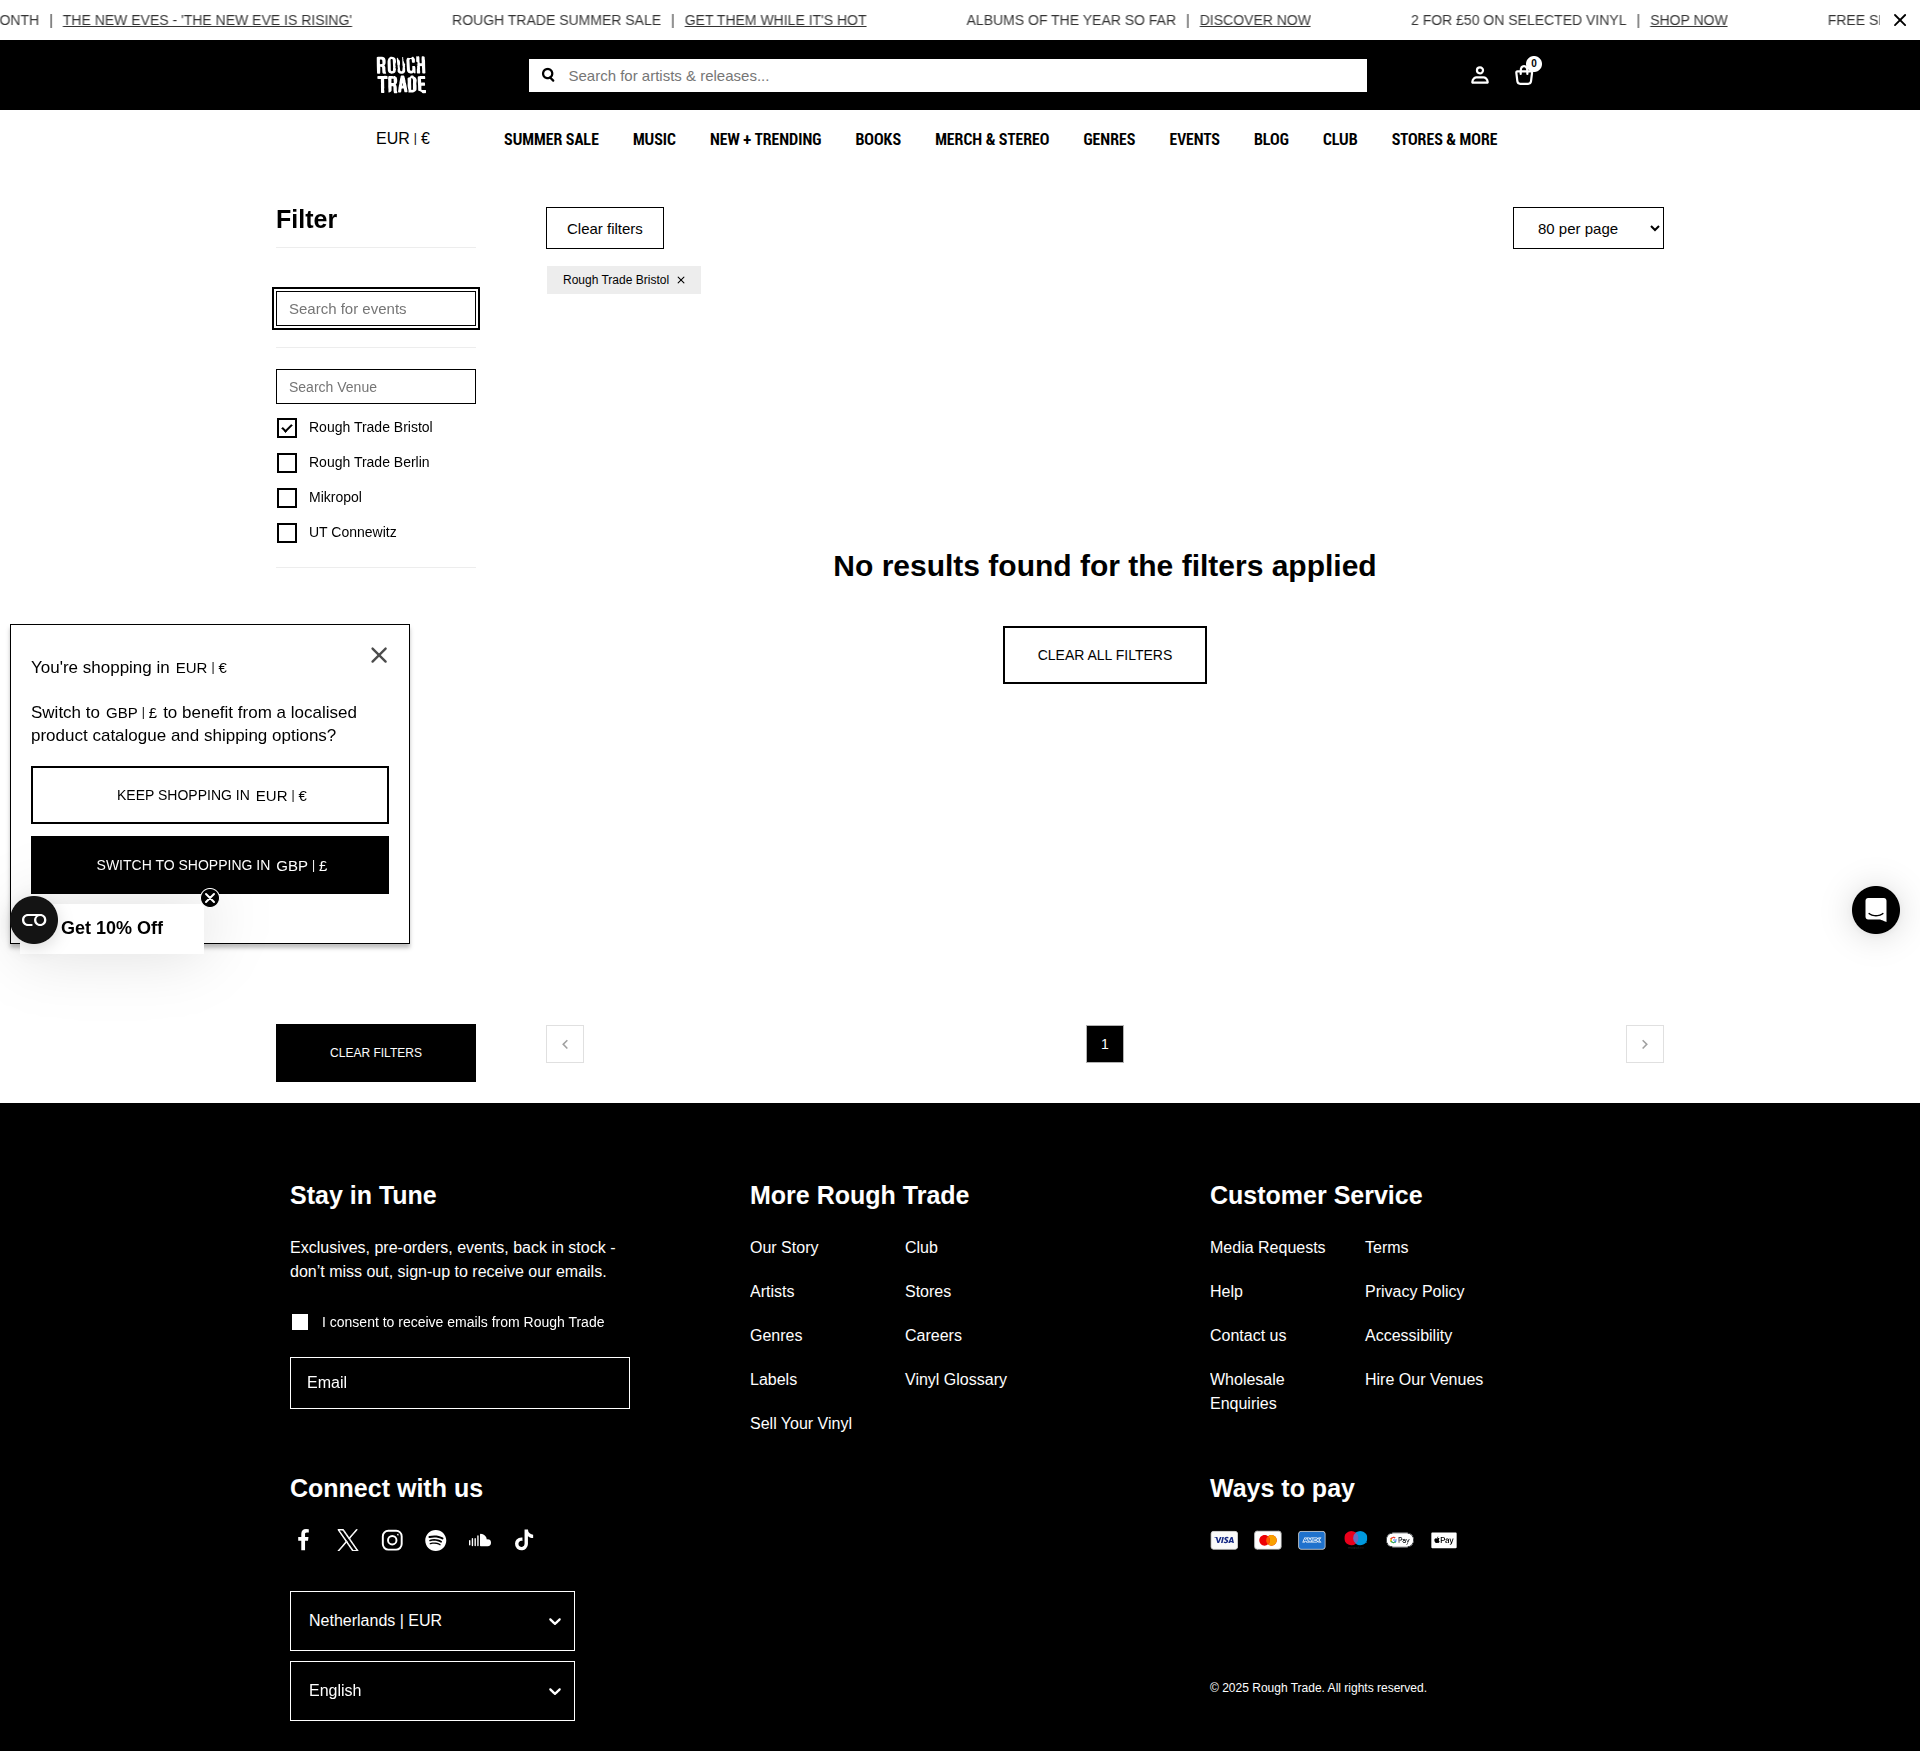 ONTH | THE NEW EVES - 'THE NEW EVE IS RISING' ROUGH TRADE SUMMER SALE | GET THEM WHILE IT'S HOT ALBUMS OF THE YEAR SO FAR | DISCOVER NOW 2 FOR £50 ON SELECTED VINYL | SHOP NOW FREE S
ROUGH
TRADE
Search for artists & releases...
0
EUR | €
SUMMER SALE MUSIC NEW + TRENDING BOOKS MERCH & STEREO GENRES EVENTS BLOG CLUB STORES & MORE
Filter
Clear filters
80 per page
Rough Trade Bristol
Search for events
Search Venue
Rough Trade Bristol
Rough Trade Berlin
Mikropol
UT Connewitz
No results found for the filters applied
CLEAR ALL FILTERS
You're shopping in EUR | €
Switch to GBP | £ to benefit from a localised
product catalogue and shipping options?
KEEP SHOPPING IN EUR | €
SWITCH TO SHOPPING IN GBP | £
Get 10% Off
CLEAR FILTERS
1
Stay in Tune
Exclusives, pre-orders, events, back in stock -
don’t miss out, sign-up to receive our emails.
I consent to receive emails from Rough Trade
Email
More Rough Trade
Our Story Club
Artists Stores
Genres Careers
Labels Vinyl Glossary
Sell Your Vinyl
Customer Service
Media Requests Terms
Help Privacy Policy
Contact us Accessibility
Wholesale Hire Our Venues
Enquiries
Connect with us
Ways to pay
VISA
G Pay
Pay
Netherlands | EUR
English
© 2025 Rough Trade. All rights reserved.